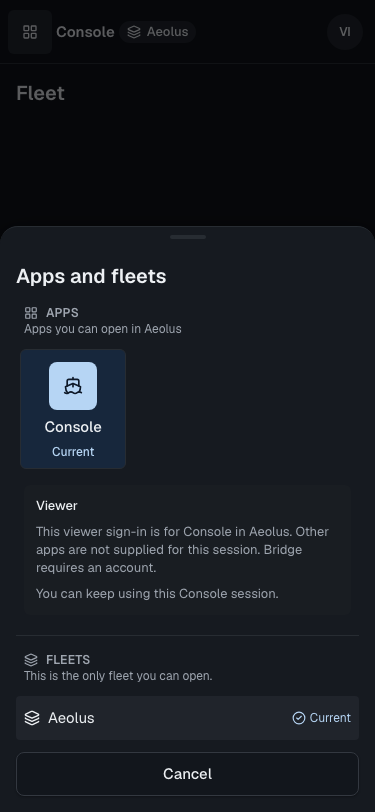 Console Aeolus VI
Fleet
Apps and fleets
APPS
Apps you can open in Aeolus
Console
Current
Viewer
This viewer sign-in is for Console in Aeolus. Other
apps are not supplied for this session. Bridge
requires an account.
You can keep using this Console session.
FLEETS
This is the only fleet you can open.
Aeolus Current
Cancel